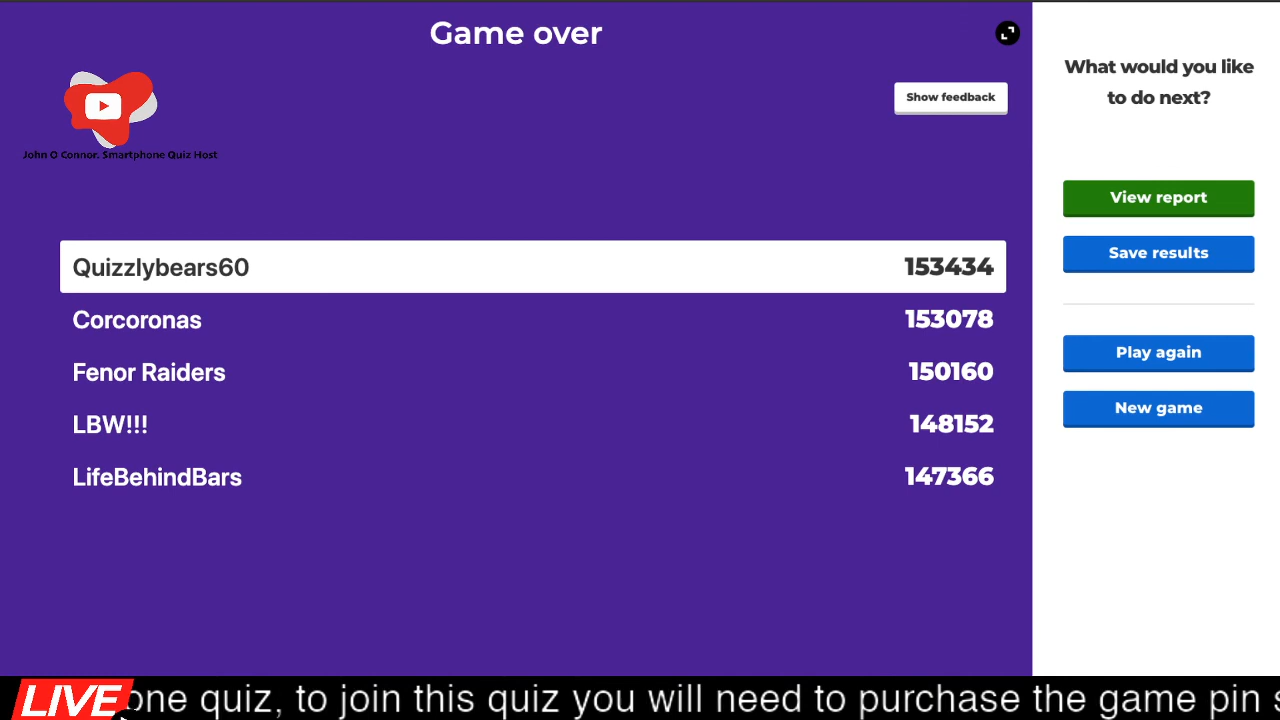 Game over
What would you like
to do next?
Show feedback
John O Connor. Smartphone Quiz Host
View report
Save results
Quizzlybears60 153434
Corcoronas 153078
Fenor Raiders 150160
LBW!!! 148152
LifeBehindBars 147366
Play again
New game
LIVE one quiz, to join this quiz you will need to purchase the game pin s